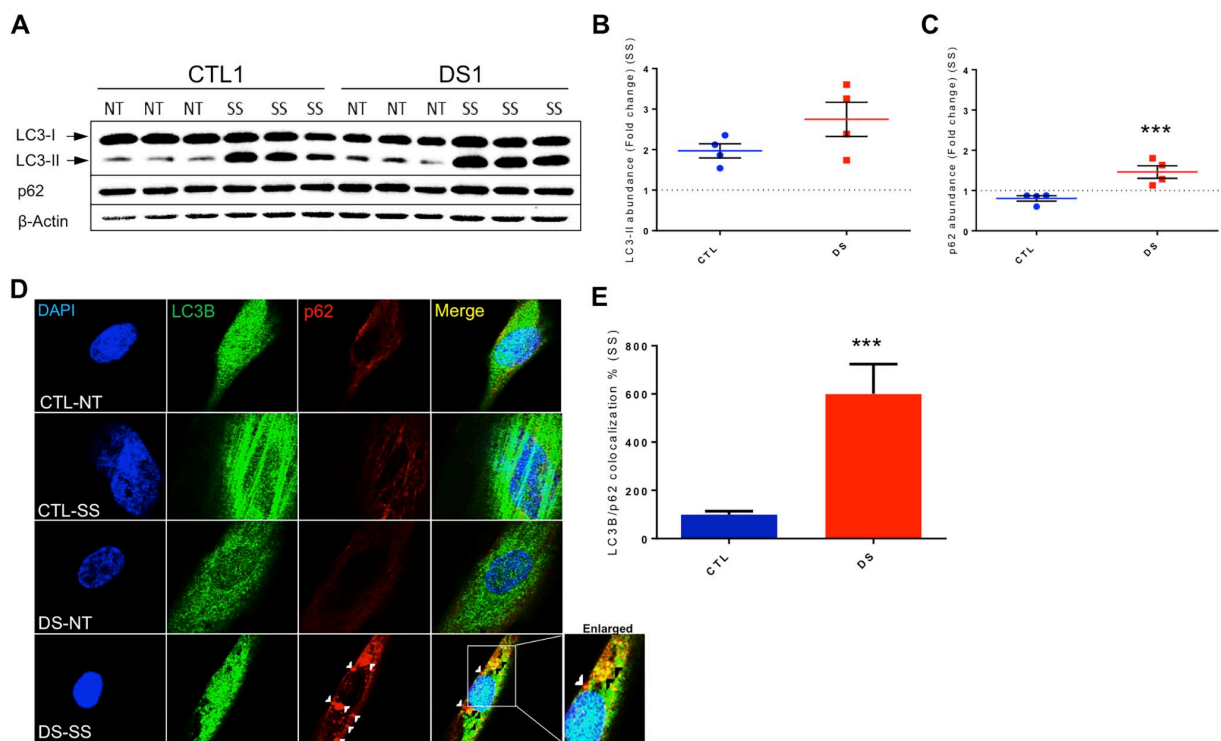 A
CTL1 DS1
NT NT NT SS SS SS NT NT NT SS SS SS
LC3-I
LC3-II
p62
β-Actin
B
LC3-II abundance (Fold change) (SS)
4
3
2
1
0
CTL
DS
C
p62 abundance (Fold change) (SS)
4
3
2
1
0
***
CTL
DS
D
DAPI LC3B p62 Merge
CTL-NT
CTL-SS
DS-NT
DS-SS
Enlarged
E
LC3B/p62 colocalization % (SS)
800
600
400
200
0
***
CTL
DS